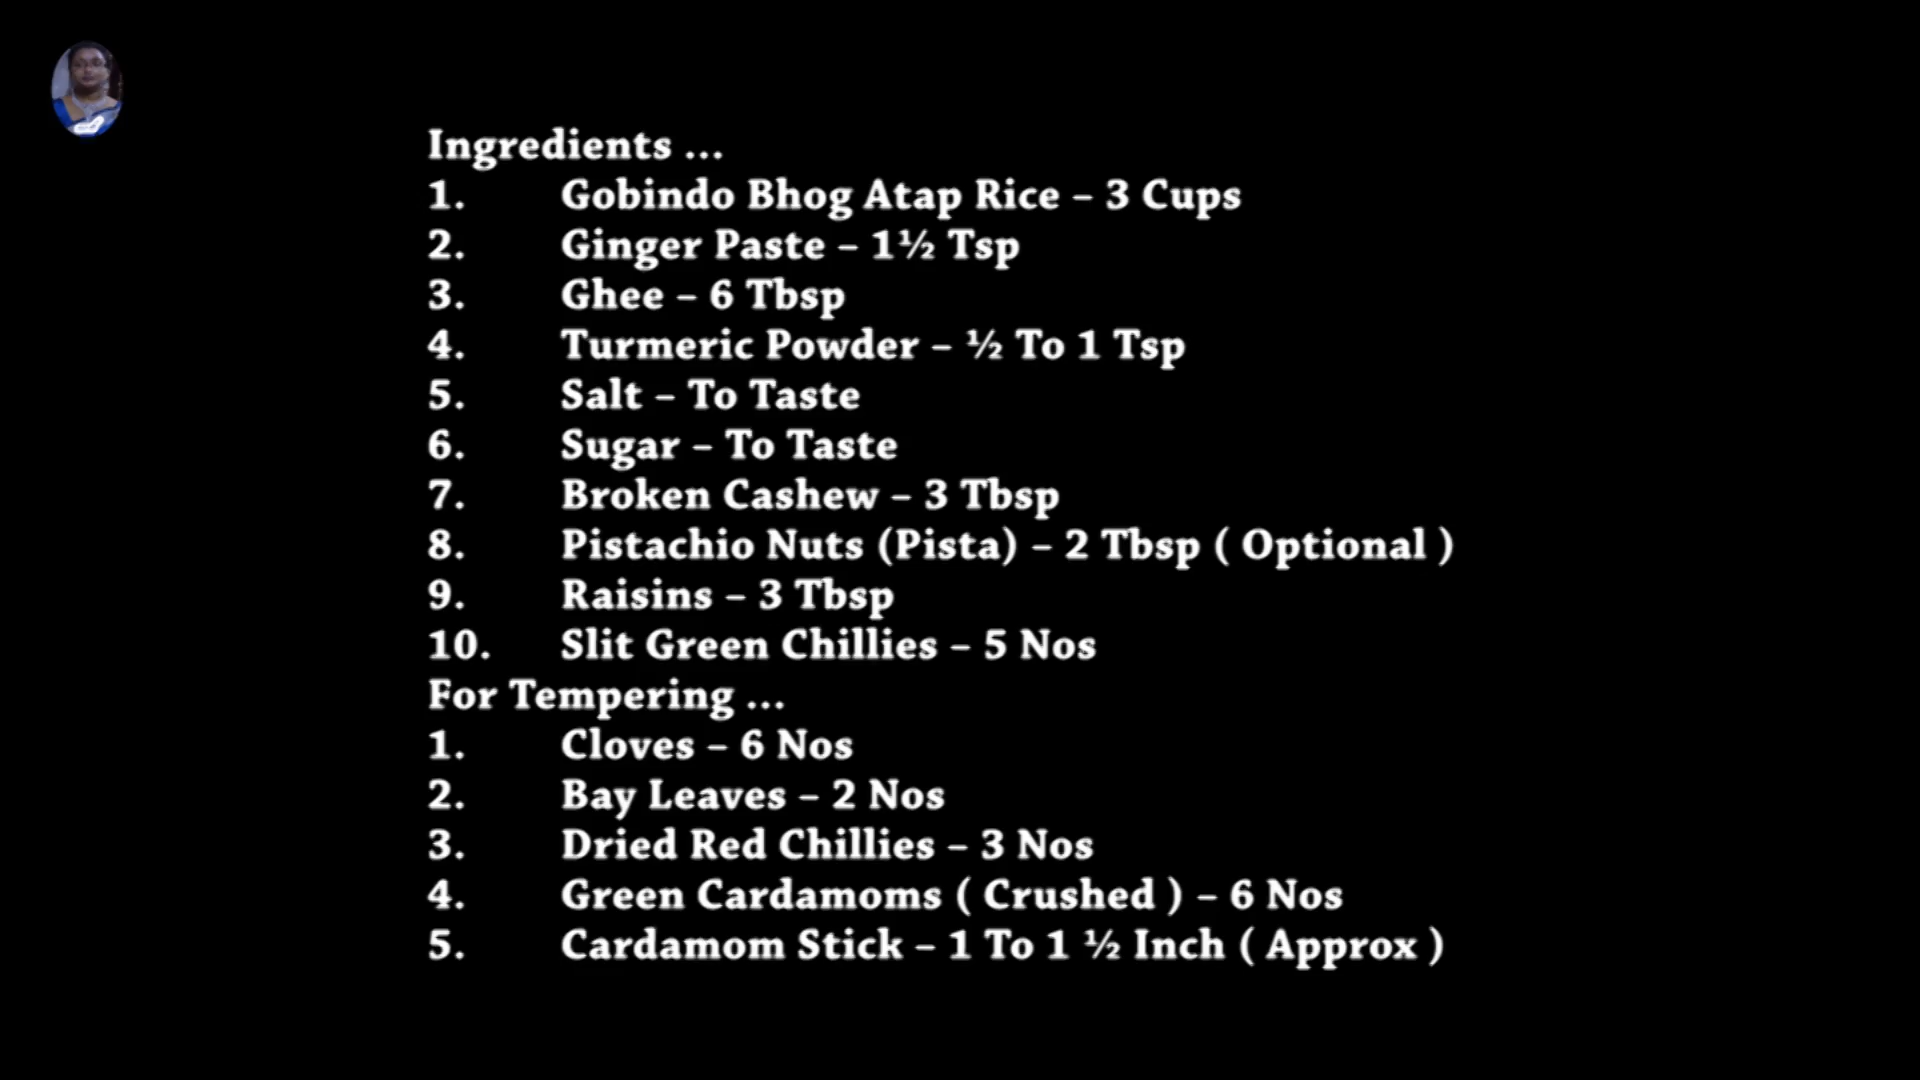 Ingredients ...
1. Gobindo Bhog Atap Rice – 3 Cups
2. Ginger Paste – 1½ Tsp
3. Ghee – 6 Tbsp
4. Turmeric Powder – ½ To 1 Tsp
5. Salt – To Taste
6. Sugar – To Taste
7. Broken Cashew – 3 Tbsp
8. Pistachio Nuts (Pista) – 2 Tbsp ( Optional )
9. Raisins – 3 Tbsp
10. Slit Green Chillies – 5 Nos
For Tempering ...
1. Cloves – 6 Nos
2. Bay Leaves – 2 Nos
3. Dried Red Chillies – 3 Nos
4. Green Cardamoms ( Crushed ) – 6 Nos
5. Cardamom Stick – 1 To 1 ½ Inch ( Approx )